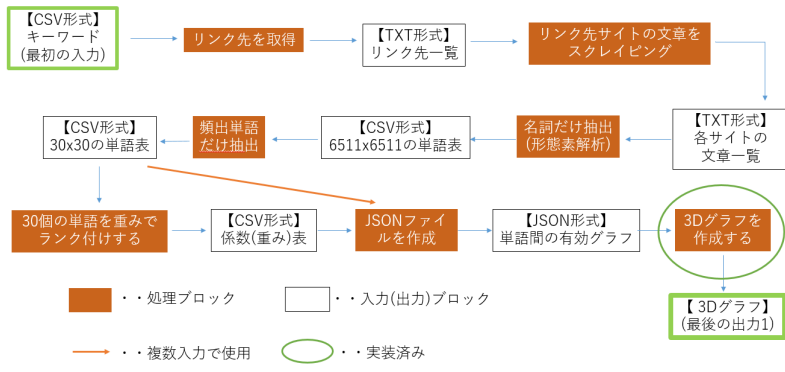 【CSV形式】
キーワード
(最初の入力)
リンク先を取得
【TXT形式】
リンク先一覧
リンク先サイトの文章を
スクレイピング
【CSV形式】
30x30の単語表
頻出単語
だけ抽出
【CSV形式】
6511x6511の単語表
名詞だけ抽出
(形態素解析)
【TXT形式】
各サイトの
文章一覧
30個の単語を重みで
ランク付けする
【CSV形式】
係数(重み)表
JSONファイ
ルを作成
【JSON形式】
単語間の有効グラフ
3Dグラフを
作成する
・・処理ブロック
・・入力(出力)ブロック
【 3Dグラフ】
(最後の出力1)
・・複数入力で使用
・・実装済み